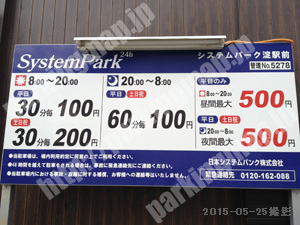 SystemPark 24h
システムパーク淀駅前
管理No.5278
8:00～20:00
平日
30分毎100円
土日祝
30分毎200円
20:00～8:00
平日 土日祝
60分毎100円
平日のみ
8:00～20:00
昼間最大 500円
平日 土日祝
20:00～8:00
夜間最大 500円
日本システムバンク株式会社
緊急連絡先 0120-162-088
2015-05-25撮影